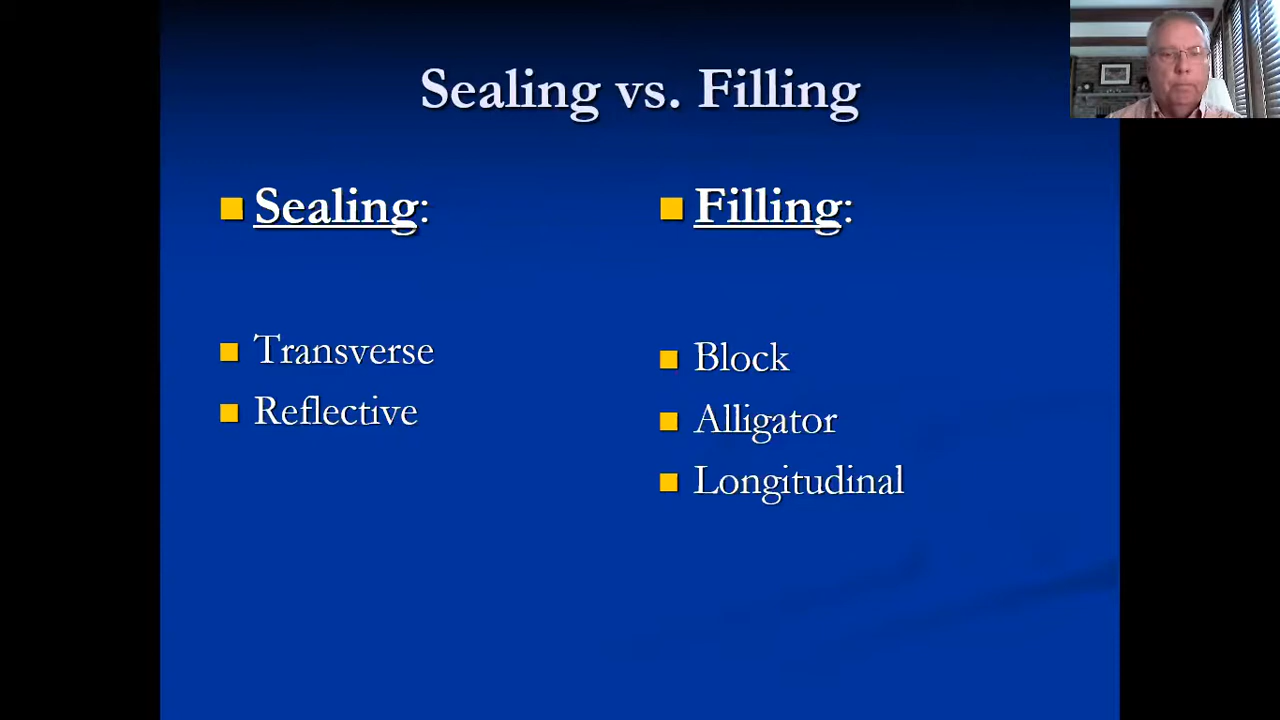 Sealing vs. Filling
Sealing:
Transverse
Reflective
Filling:
Block
Alligator
Longitudinal